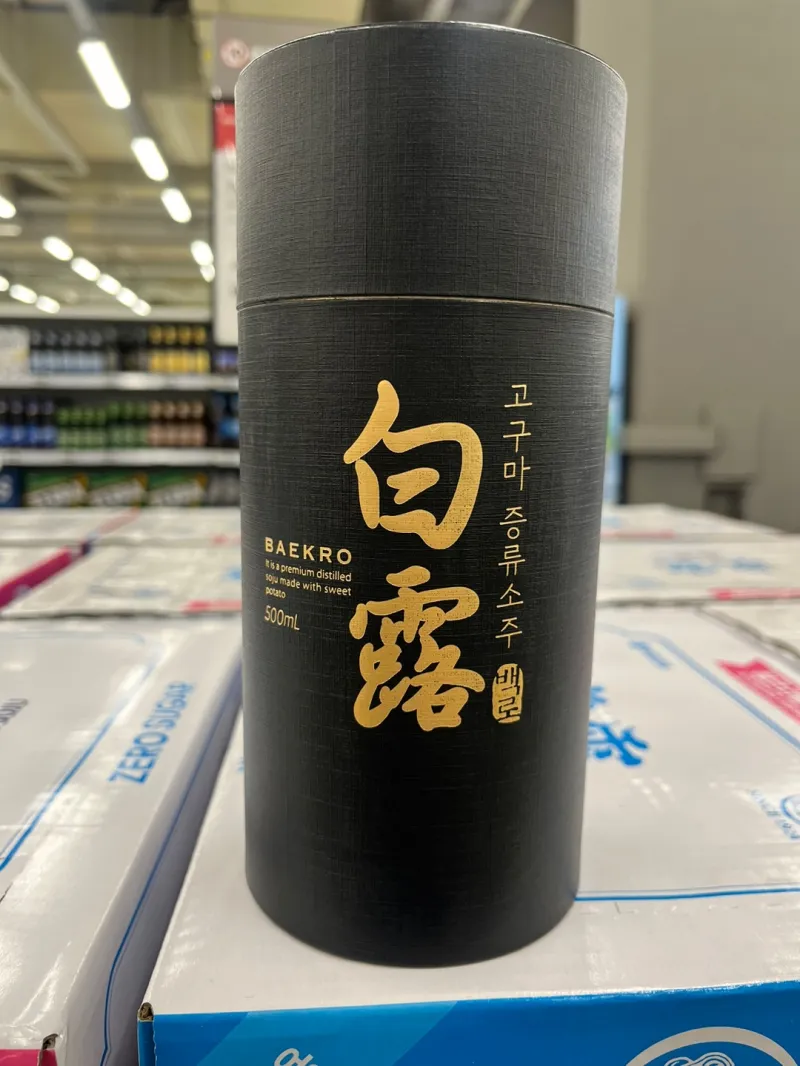 白露
고구마 증류소주
백로
BAEKRO
It is a premium distilled
soju made with sweet
potato
500mL
ZERO SUGAR